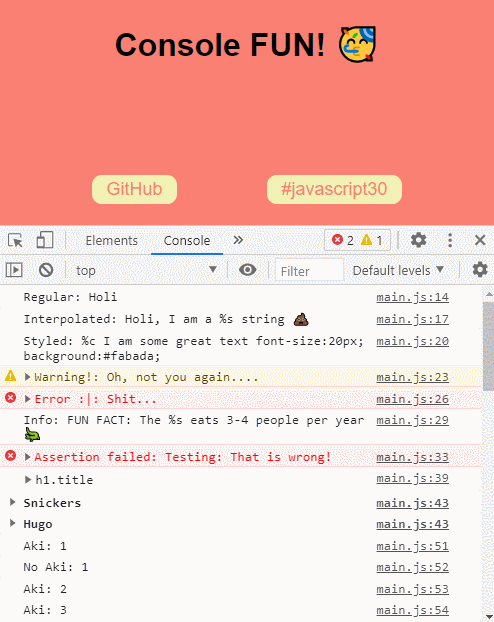 Console FUN! 🥳
GitHub #javascript30
Elements Console » 2 1
top Filter Default levels
Regular: Holi main.js:14
Interpolated: Holi, I am a %s string 💩 main.js:17
Styled: %c I am some great text font-size:20px; main.js:20
background:#fabada;
Warning!: Oh, not you again.... main.js:23
Error :|: Shit... main.js:26
Info: FUN FACT: The %s eats 3-4 people per year main.js:29
🐊
Assertion failed: Testing: That is wrong! main.js:33
h1.title main.js:39
Snickers main.js:43
Hugo main.js:43
Aki: 1 main.js:51
No Aki: 1 main.js:52
Aki: 2 main.js:53
Aki: 3 main.js:54